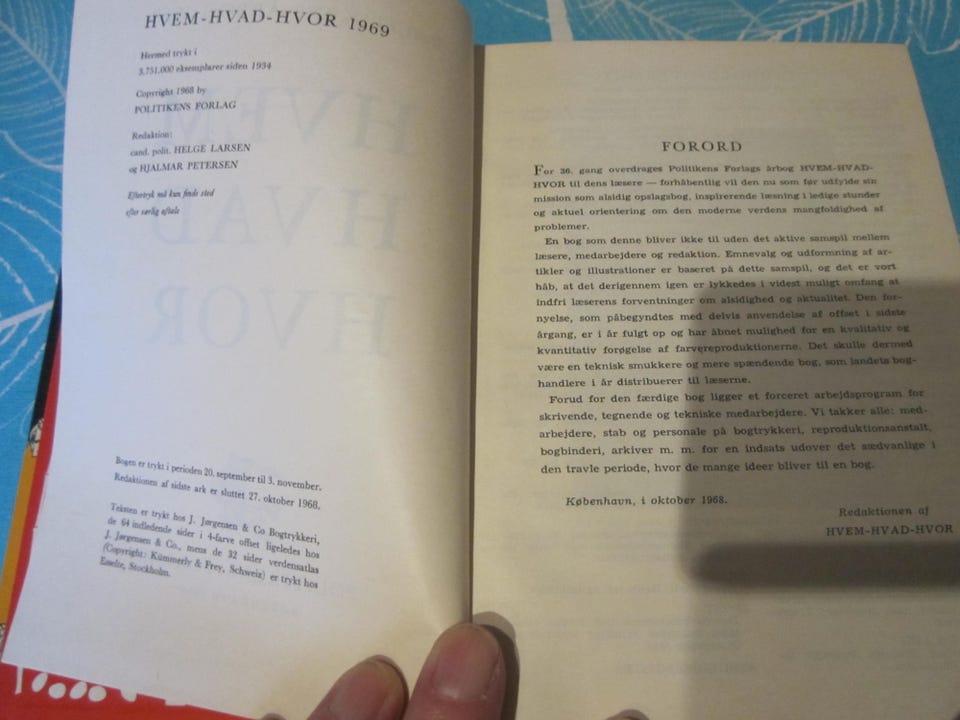 HVEM-HVAD-HVOR 1969
Hermed trykt i
3.751.000 eksemplarer siden 1934
Copyright 1968 by
POLITIKENS FORLAG
Redaktion:
cand. polit. HELGE LARSEN
og HJALMAR PETERSEN
Eftertryk må kun finde sted
efter særlig aftale
HVEM
HVAD
HVOR
Bogen er trykt i perioden 20. september til 3. november.
Redaktionen af sidste ark er sluttet 27. oktober 1968.
Teksten er trykt hos J. Jørgensen & Co Bogtrykkeri,
de 64 indledende sider i 4-farve offset ligeledes hos
J. Jørgensen & Co., mens de 32 sider verdensatlas
(Copyright: Kümmerly & Frey, Schweiz) er trykt hos
Esselte, Stockholm.
FORORD
For 36. gang overdrages Politikens Forlags årbog HVEM-HVAD-
HVOR til dens læsere — forhåbentlig vil den nu som før udfylde sin
mission som alsidig opslagsbog, inspirerende læsning i ledige stunder
og aktuel orientering om den moderne verdens mangfoldighed af
problemer.
En bog som denne bliver ikke til uden det aktive samspil mellem
læsere, medarbejdere og redaktion. Emnevalg og udformning af ar-
tikler og illustrationer er baseret på dette samspil, og det er vort
håb, at det derigennem igen er lykkedes i videst muligt omfang at
indfri læserens forventninger om alsidighed og aktualitet. Den for-
nyelse, som påbegyndtes med delvis anvendelse af offset i sidste
årgang, er i år fulgt op og har åbnet mulighed for en kvalitativ og
kvantitativ forøgelse af farvereproduktionerne. Det skulle dermed
være en teknisk smukkere og mere spændende bog, som landets bog-
handlere i år distribuerer til læserne.
Forud for den færdige bog ligger et forceret arbejdsprogram for
skrivende, tegnende og tekniske medarbejdere. Vi takker alle: med-
arbejdere, stab og personale på bogtrykkeri, reproduktionsanstalt,
bogbinderi, arkiver m. m. for en indsats udover det sædvanlige i
den travle periode, hvor de mange ideer bliver til en bog.
København, i oktober 1968.
Redaktionen af
HVEM-HVAD-HVOR